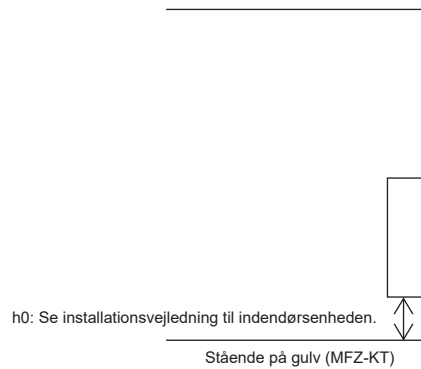 h0: Se installationsvejledning til indendørsenheden.
Stående på gulv (MFZ-KT)